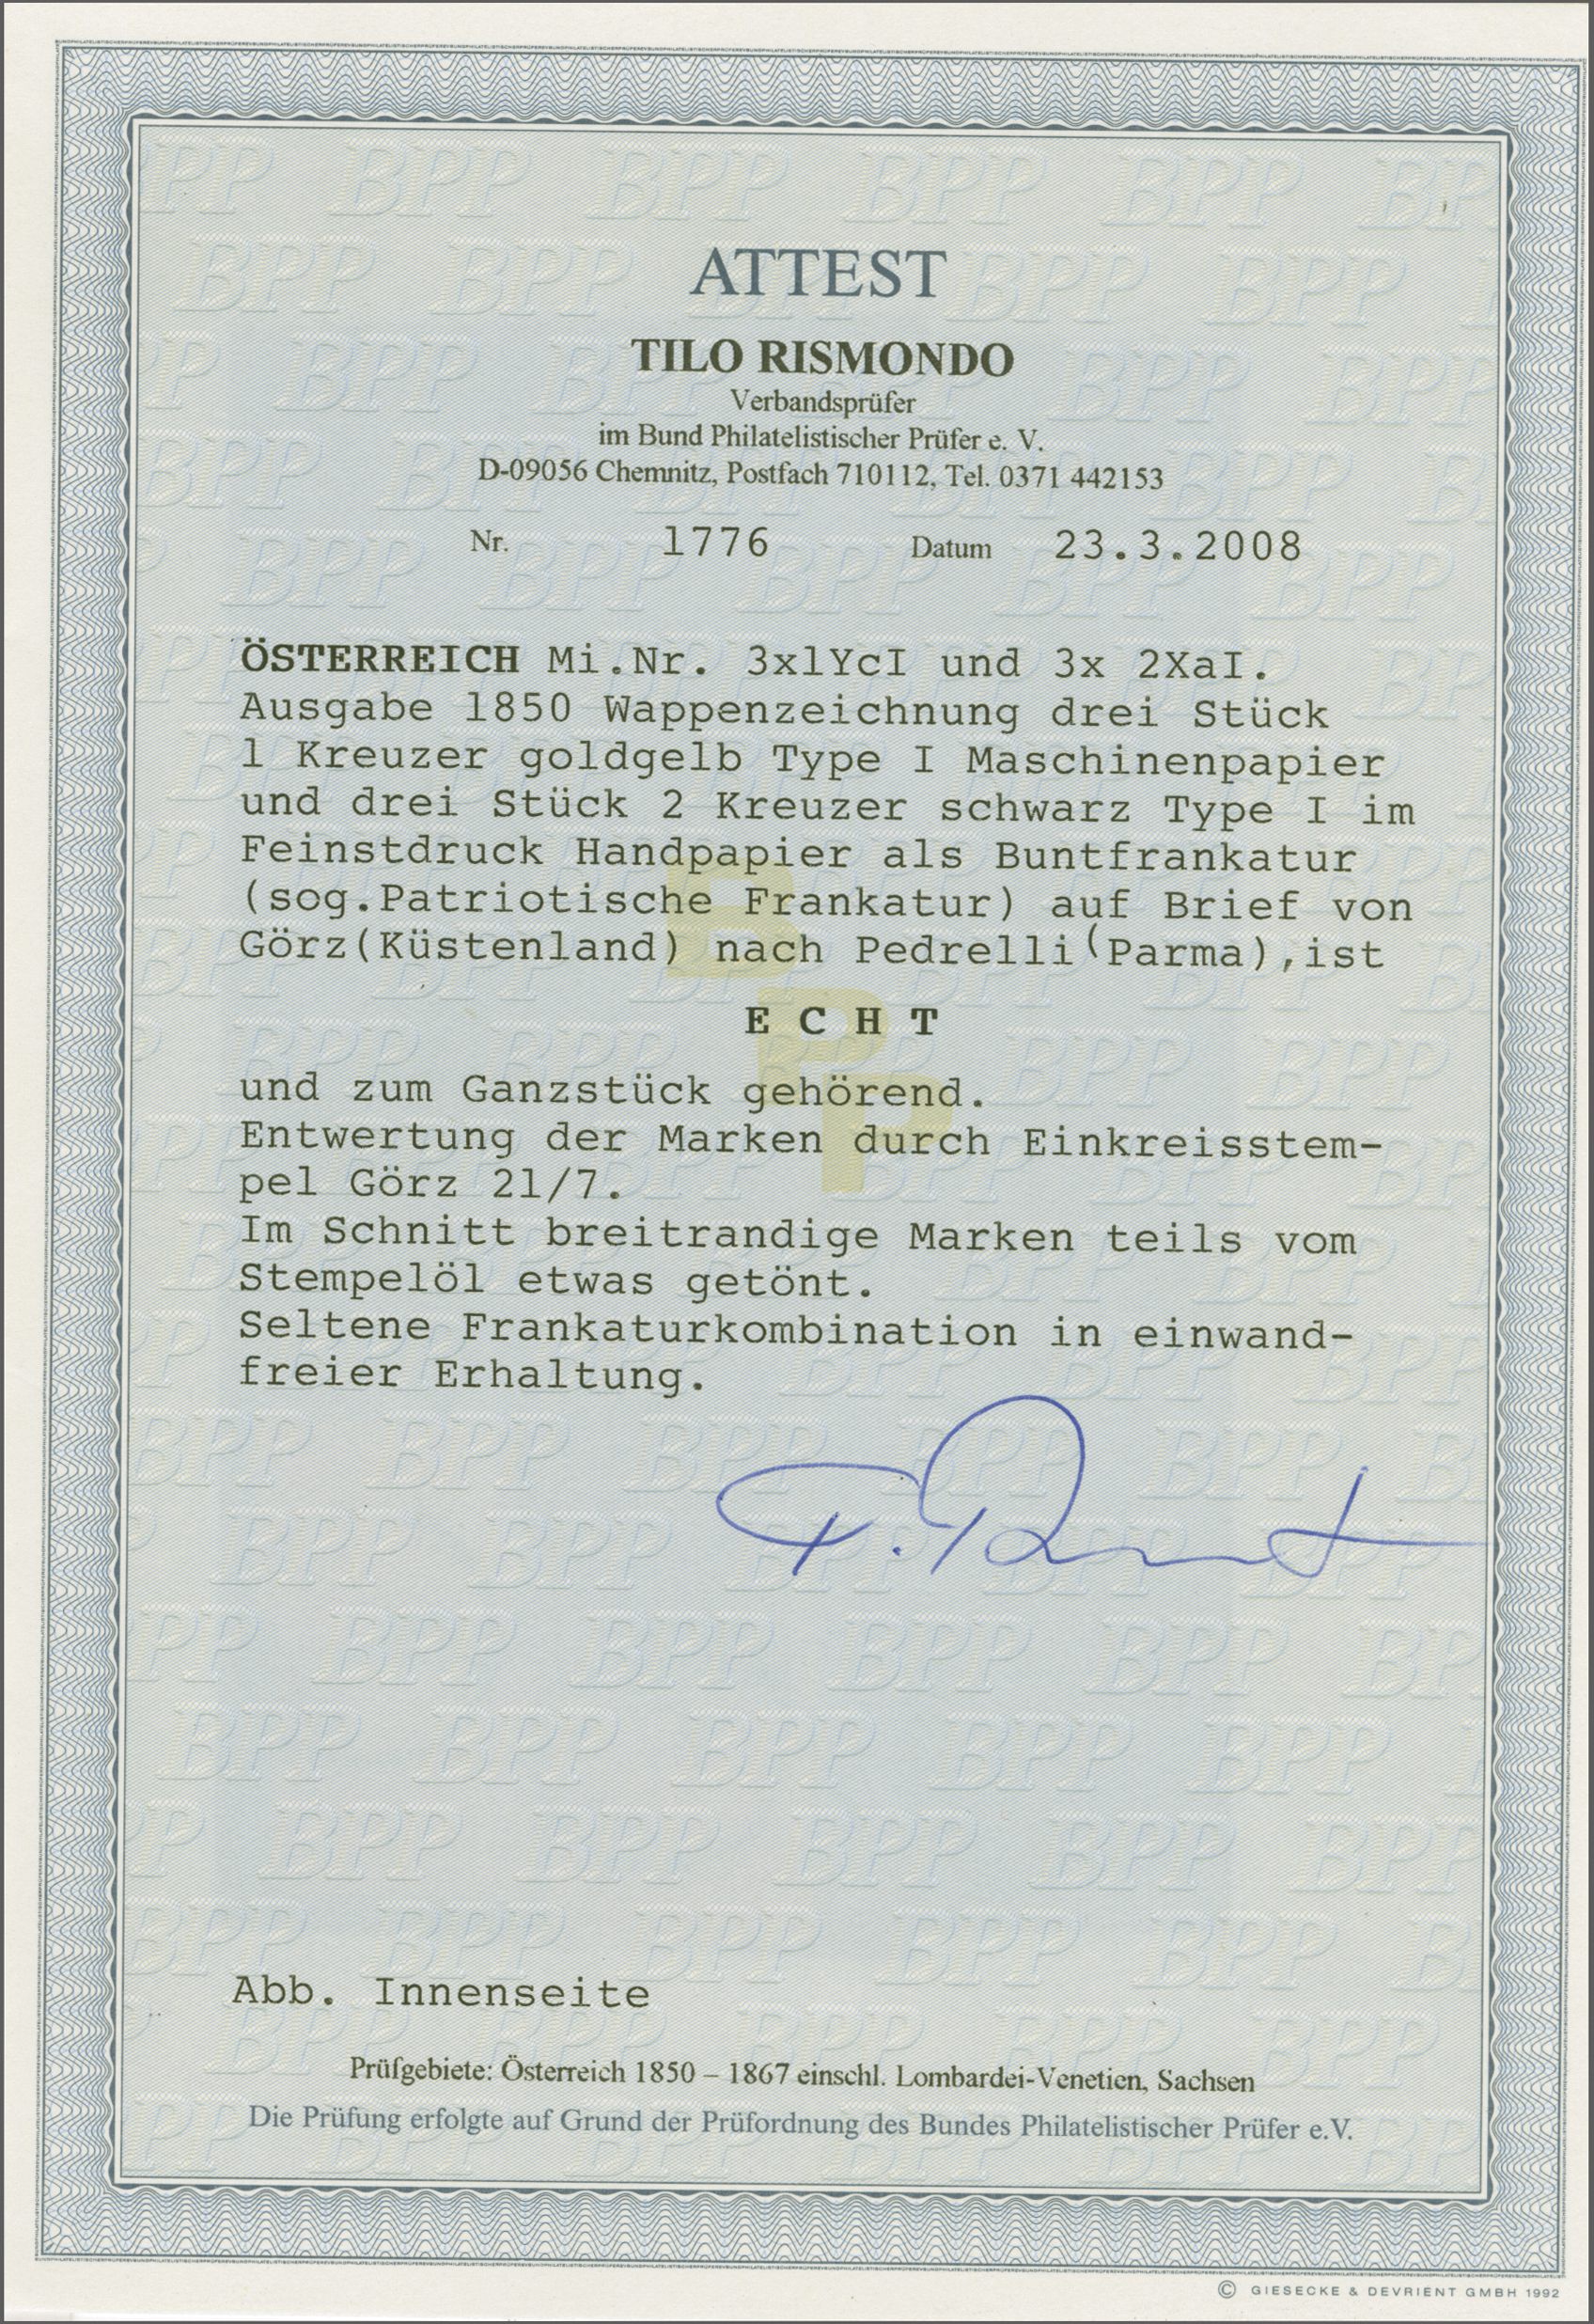 ATTEST
TILO RISMONDO
Verbandsprüfer
im Bund Philatelistischer Prüfer e. V.
D-09056 Chemnitz, Postfach 710112, Tel. 0371 442153
Nr. 1776 Datum 23.3.2008
ÖSTERREICH Mi.Nr. 3x1YcI und 3x 2XaI.
Ausgabe 1850 Wappenzeichnung drei Stück
1 Kreuzer goldgelb Type I Maschinenpapier
und drei Stück 2 Kreuzer schwarz Type I im
Feinstdruck Handpapier als Buntfrankatur
(sog.Patriotische Frankatur) auf Brief von
Görz(Küstenland) nach Pedrelli(Parma),ist
E C H T
und zum Ganzstück gehörend.
Entwertung der Marken durch Einkreisstem-
pel Görz 21/7.
Im Schnitt breitrandige Marken teils vom
Stempelöl etwas getönt.
Seltene Frankaturkombination in einwand-
freier Erhaltung.
Abb. Innenseite
Prüfgebiete: Österreich 1850 – 1867 einschl. Lombardei-Venetien, Sachsen
Die Prüfung erfolgte auf Grund der Prüfordnung des Bundes Philatelistischer Prüfer e.V.
© GIESECKE & DEVRIENT GMBH 1992